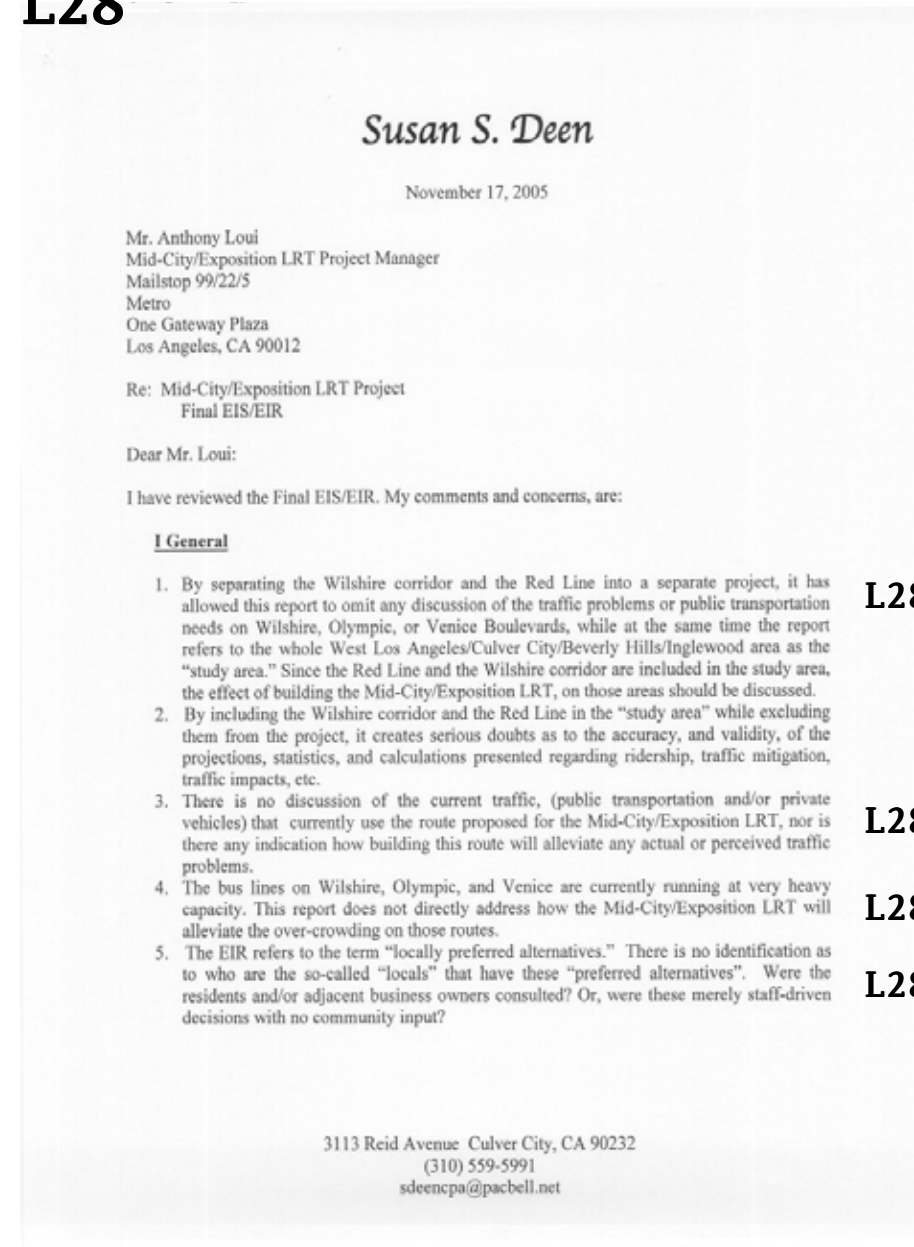 L28
Susan S. Deen
November 17, 2005
Mr. Anthony Loui
Mid-City/Exposition LRT Project Manager
Mailstop 99/22/5
Metro
One Gateway Plaza
Los Angeles, CA 90012
Re: Mid-City/Exposition LRT Project
Final EIS/EIR
Dear Mr. Loui:
I have reviewed the Final EIS/EIR. My comments and concerns, are:
I General
1. By separating the Wilshire corridor and the Red Line into a separate project, it has
L28
allowed this report to omit any discussion of the traffic problems or public transportation
needs on Wilshire, Olympic, or Venice Boulevards, while at the same time the report
refers to the whole West Los Angeles/Culver City/Beverly Hills/Inglewood area as the
“study area.” Since the Red Line and the Wilshire corridor are included in the study area,
the effect of building the Mid-City/Exposition LRT, on those areas should be discussed.
2. By including the Wilshire corridor and the Red Line in the “study area” while excluding
them from the project, it creates serious doubts as to the accuracy, and validity, of the
projections, statistics, and calculations presented regarding ridership, traffic mitigation,
traffic impacts, etc.
3. There is no discussion of the current traffic, (public transportation and/or private
vehicles) that currently use the route proposed for the Mid-City/Exposition LRT, nor is
L28
there any indication how building this route will alleviate any actual or perceived traffic
problems.
4. The bus lines on Wilshire, Olympic, and Venice are currently running at very heavy
capacity. This report does not directly address how the Mid-City/Exposition LRT will
L28
alleviate the over-crowding on those routes.
5. The EIR refers to the term “locally preferred alternatives.” There is no identification as
to who are the so-called “locals” that have these “preferred alternatives”. Were the
L28
residents and/or adjacent business owners consulted? Or, were these merely staff-driven
decisions with no community input?
3113 Reid Avenue Culver City, CA 90232
(310) 559-5991
sdeencpa@pacbell.net